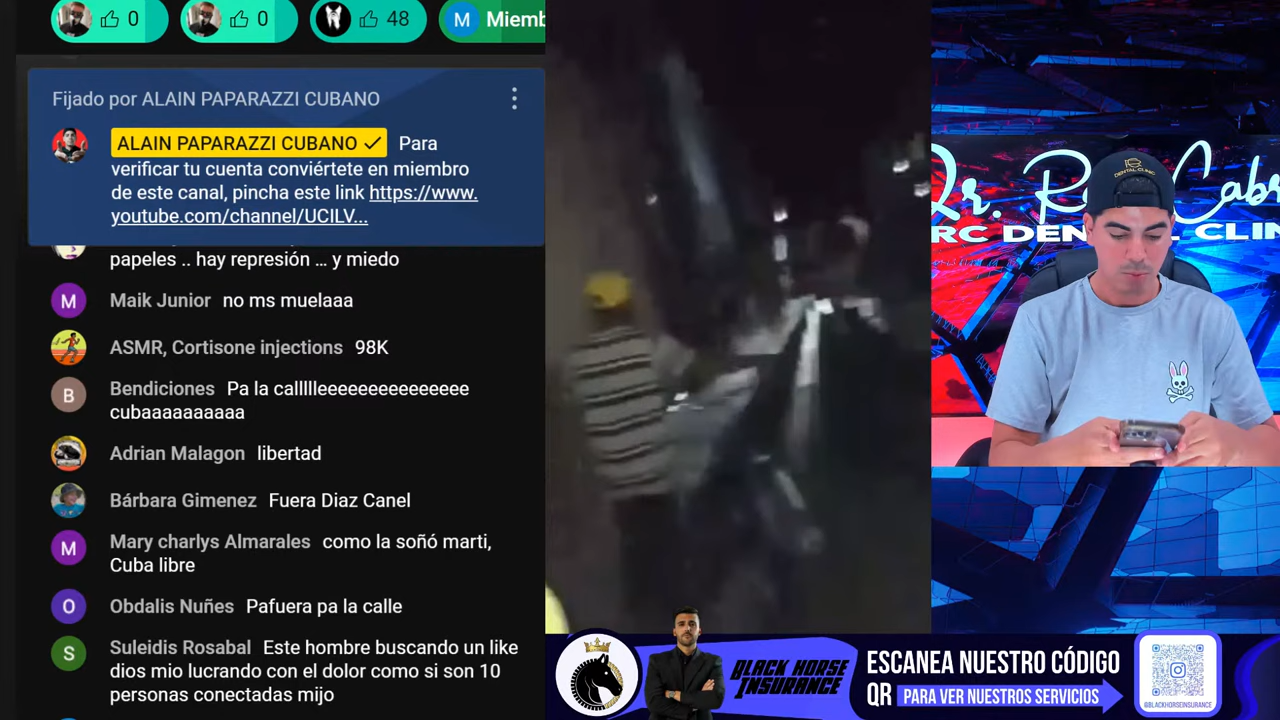 0
0
48
M Miemb
Fijado por ALAIN PAPARAZZI CUBANO
ALAIN PAPARAZZI CUBANO Para
verificar tu cuenta conviértete en miembro
de este canal, pincha este link https://www.
youtube.com/channel/UCILV...
papeles .. hay represión ... y miedo
M Maik Junior no ms muelaaa
ASMR, Cortisone injections 98K
B Bendiciones Pa la callllleeeeeeeeeeeeeee
cubaaaaaaaaaa
Adrian Malagon libertad
Bárbara Gimenez Fuera Diaz Canel
M Mary charlys Almarales como la soñó marti,
Cuba libre
O Obdalis Nuñes Pafuera pa la calle
S Suleidis Rosabal Este hombre buscando un like
dios mio lucrando con el dolor como si son 10
personas conectadas mijo
DENTAL CLINIC
BLACK HORSE
INSURANCE
ESCANEA NUESTRO CÓDIGO
QR PARA VER NUESTROS SERVICIOS
@BLACKHORSEINSURANCE